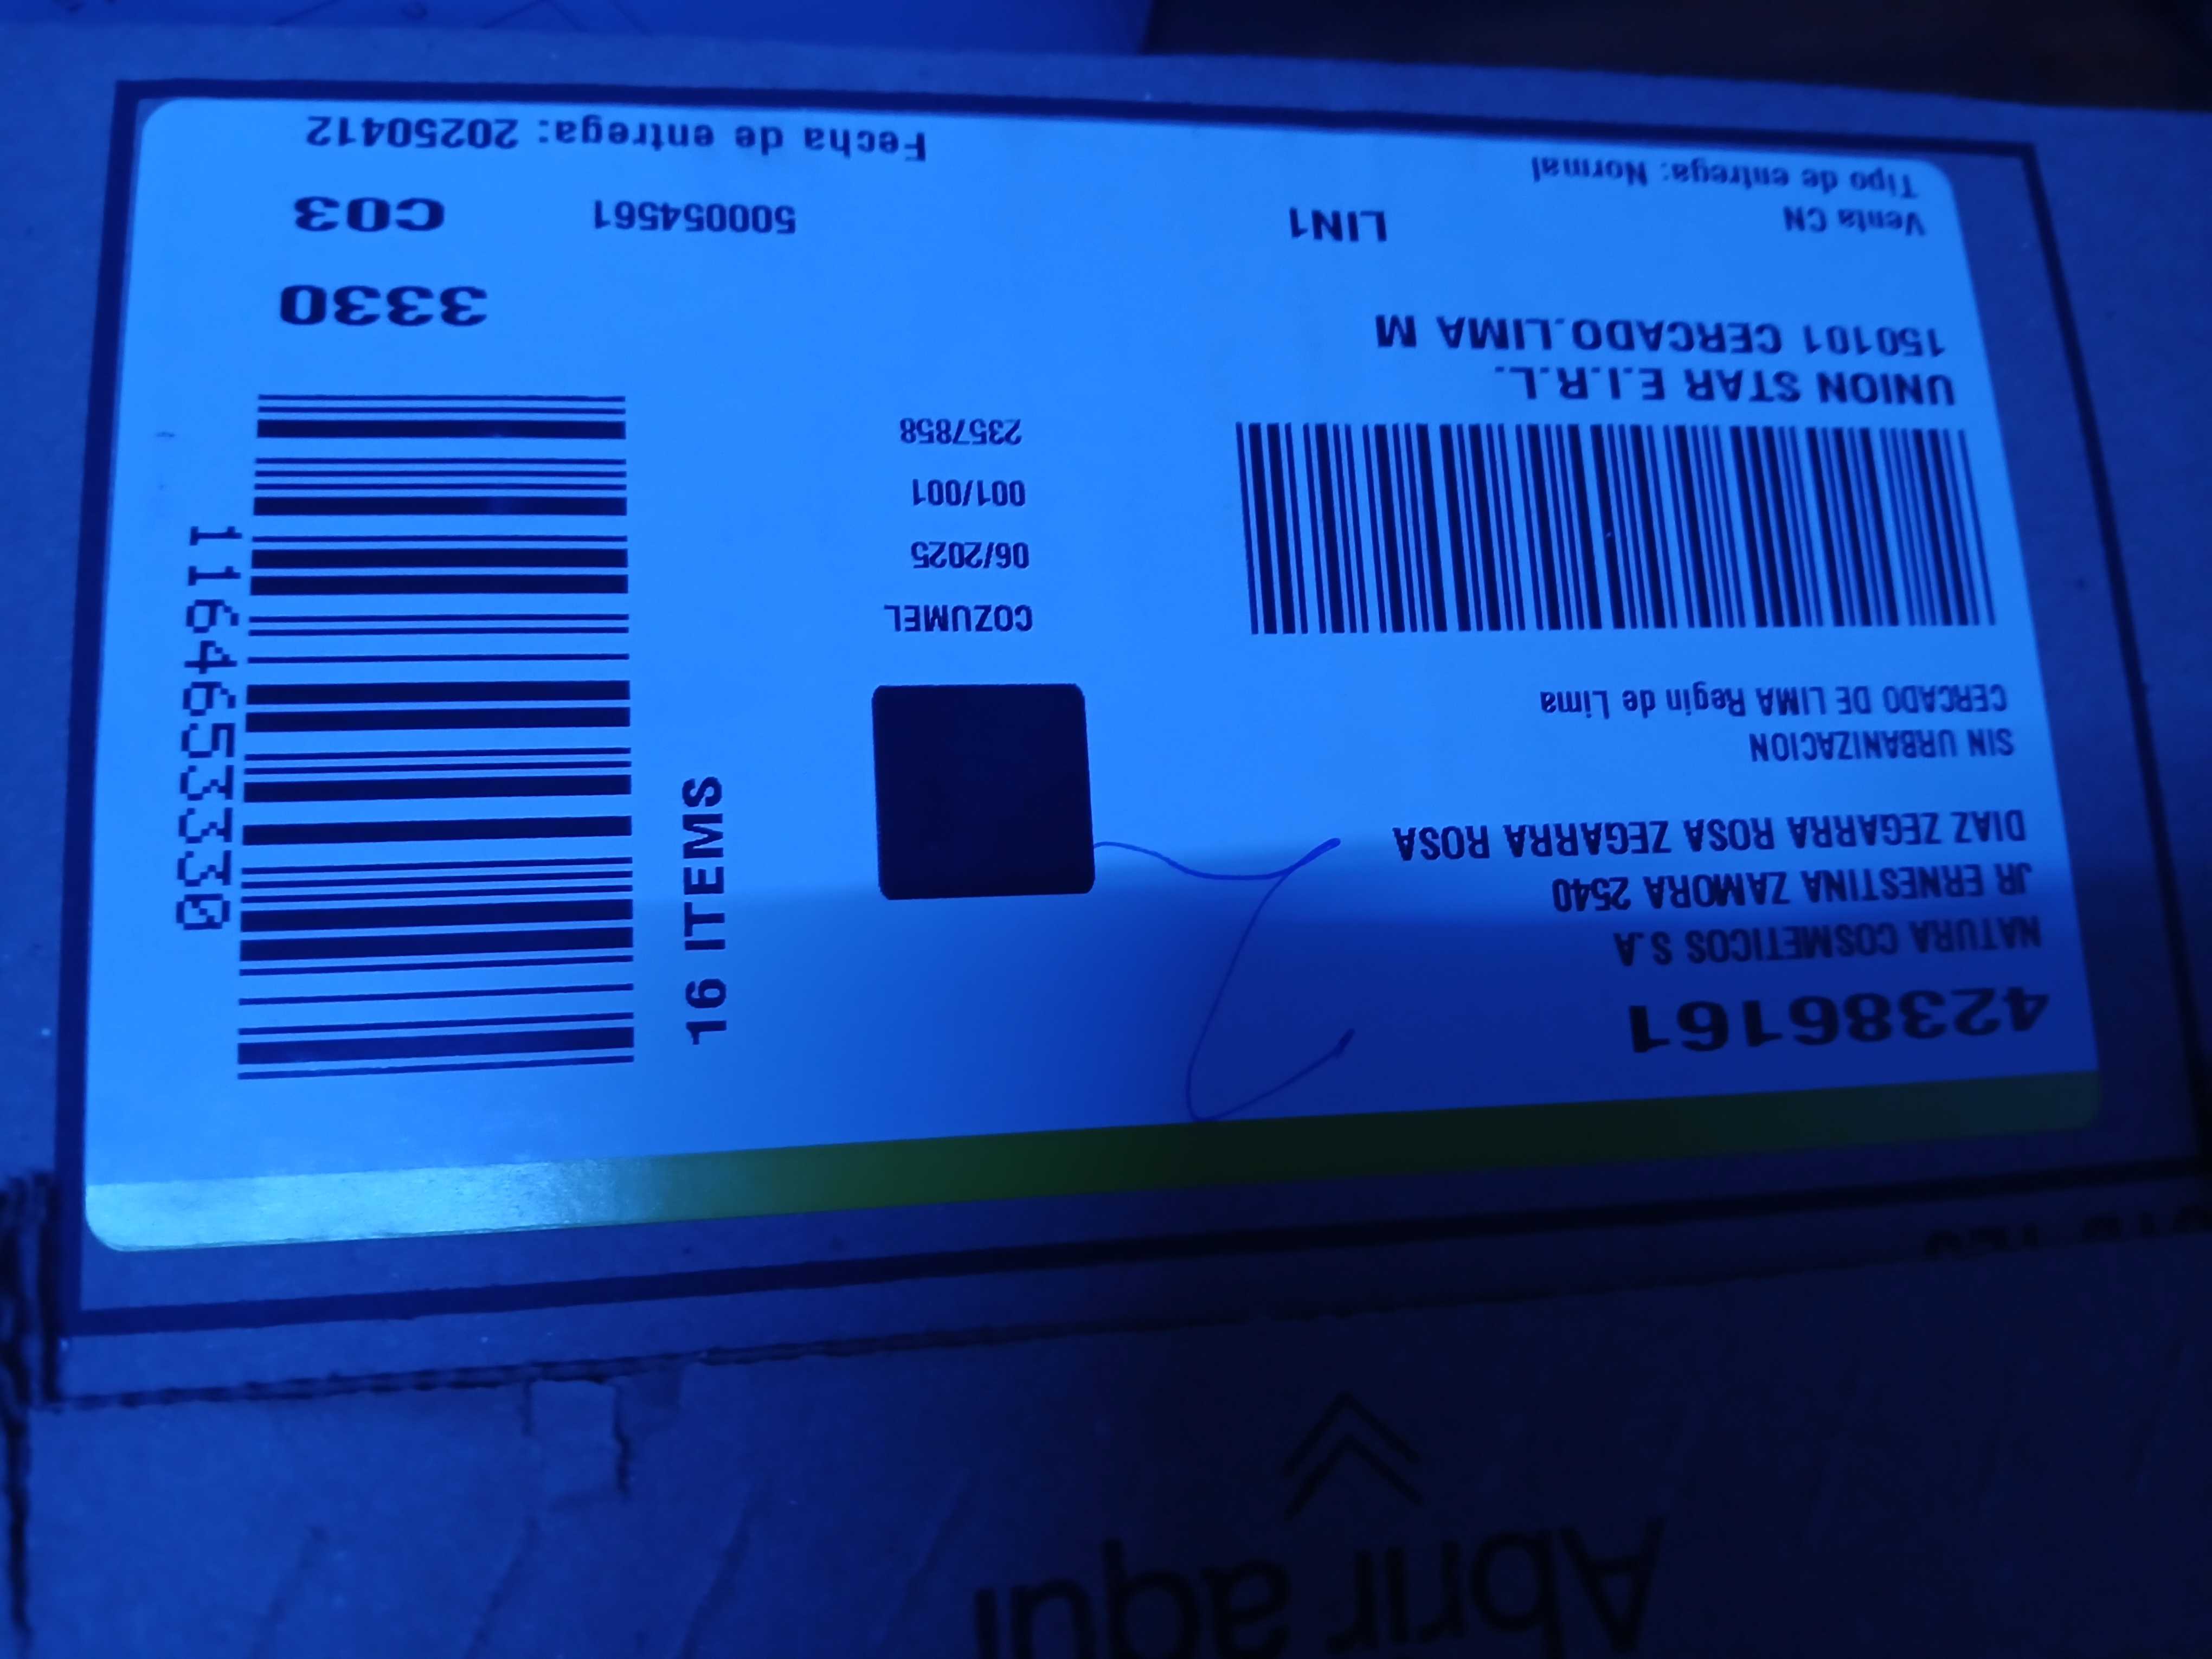 42386161
NATURA COSMETICOS S.A
JR ERNESTINA ZAMORA 2540
DIAZ ZEGARRA ROSA ZEGARRA ROSA
SIN URBANIZACION
CERCADO DE LIMA Regin de Lima
UNION STAR E.I.R.L.
150101 CERCADO.LIMA M
Venta CN
LIN1
Tipo de entrega: Normal
COZUMEL
06/2025
001/001
2357858
16 ITEMS
1164653330
3330
500054561
C03
Fecha de entrega: 20250412
Abrir aquí